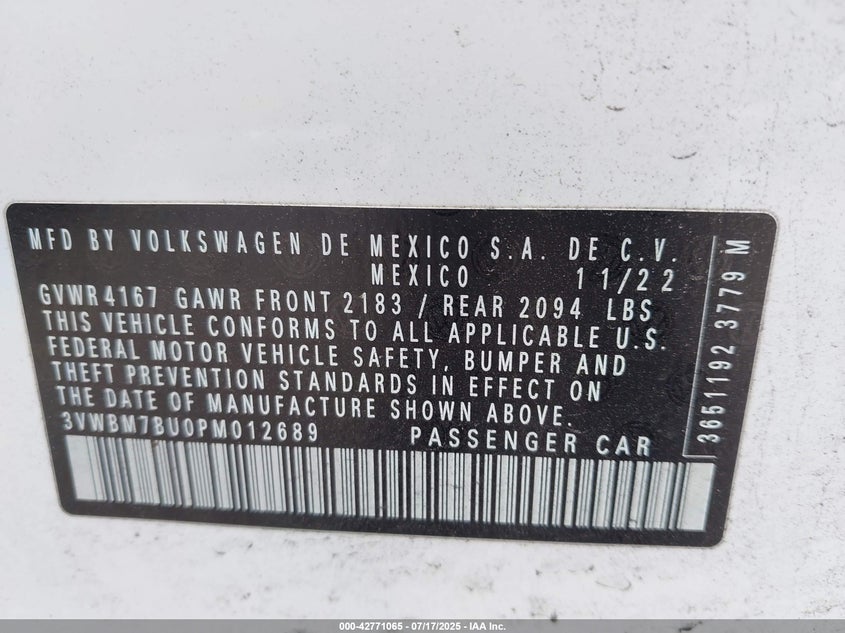 MFD BY VOLKSWAGEN DE MEXICO S.A. DE C.V.
MEXICO 11/22
GVWR 4167 GAWR FRONT 2183 / REAR 2094 LBS
THIS VEHICLE CONFORMS TO ALL APPLICABLE U.S.
FEDERAL MOTOR VEHICLE SAFETY, BUMPER AND
THEFT PREVENTION STANDARDS IN EFFECT ON
THE DATE OF MANUFACTURE SHOWN ABOVE.
3VWBM7BU0PM012689 PASSENGER CAR
3651192 3779 M
000-42771065 - 07/17/2025 - IAA Inc.